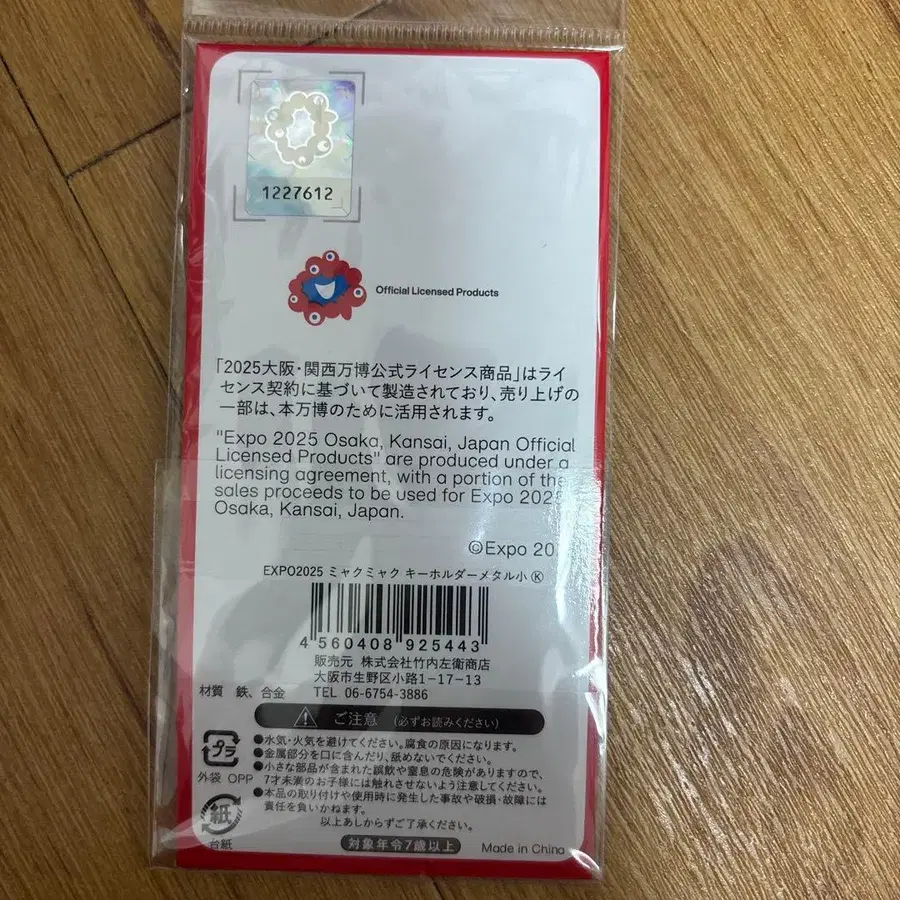 1227612
Official Licensed Products
「2025大阪・関西万博公式ライセンス商品」はライ
センス契約に基づいて製造されており、売り上げの
一部は、本万博のために活用されます。
"Expo 2025 Osaka, Kansai, Japan Official
Licensed Products" are produced under a
licensing agreement, with a portion of the
sales proceeds to be used for Expo 202
Osaka, Kansai, Japan.
©Expo 20
EXPO2025 ミャクミャク キーホルダーメタル小 Ⓚ
4 560408 925443
販売元 株式会社竹内左衛商店
大阪市生野区小路1-17-13
材質 鉄、合金 TEL 06-6754-3886
ご注意 (必ずお読みください)
●水気・火気を避けてください。腐食の原因になります。
●金属部分を口に含んだり、舐めないでください。
●小さな部品が含まれた誤飲や窒息の危険がありますので、
7才未満のお子様には触れさせないよう注意してください。
●本品の取り付けや使用時に発生した事故や破損・故障には
責任を負いかねます。
以上あしからずご了承ください。
プラ
外袋 OPP
紙
台紙
対象年令7歳以上
Made in China